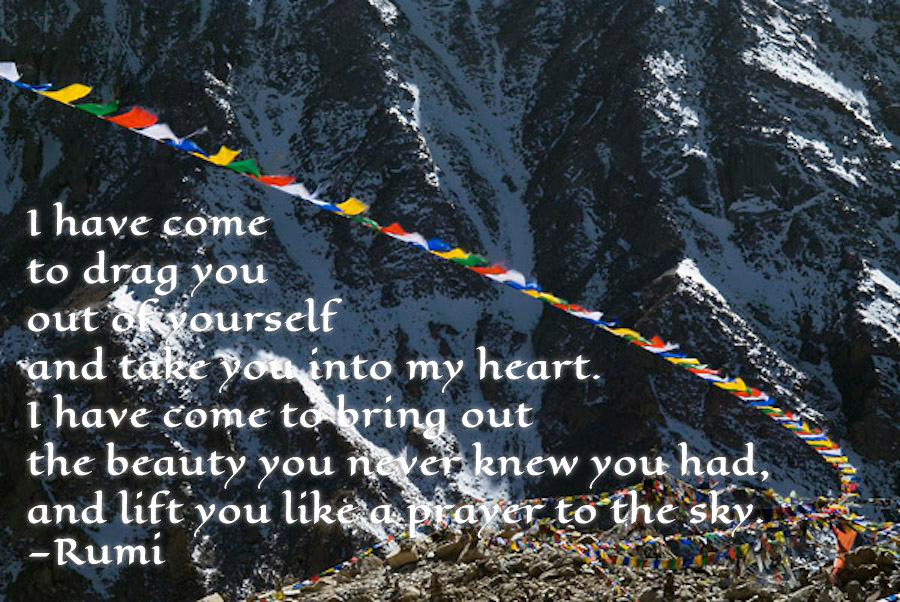 I have come
to drag you
out of yourself
and take you into my heart.
I have come to bring out
the beauty you never knew you had,
and lift you like a prayer to the sky.
-Rumi